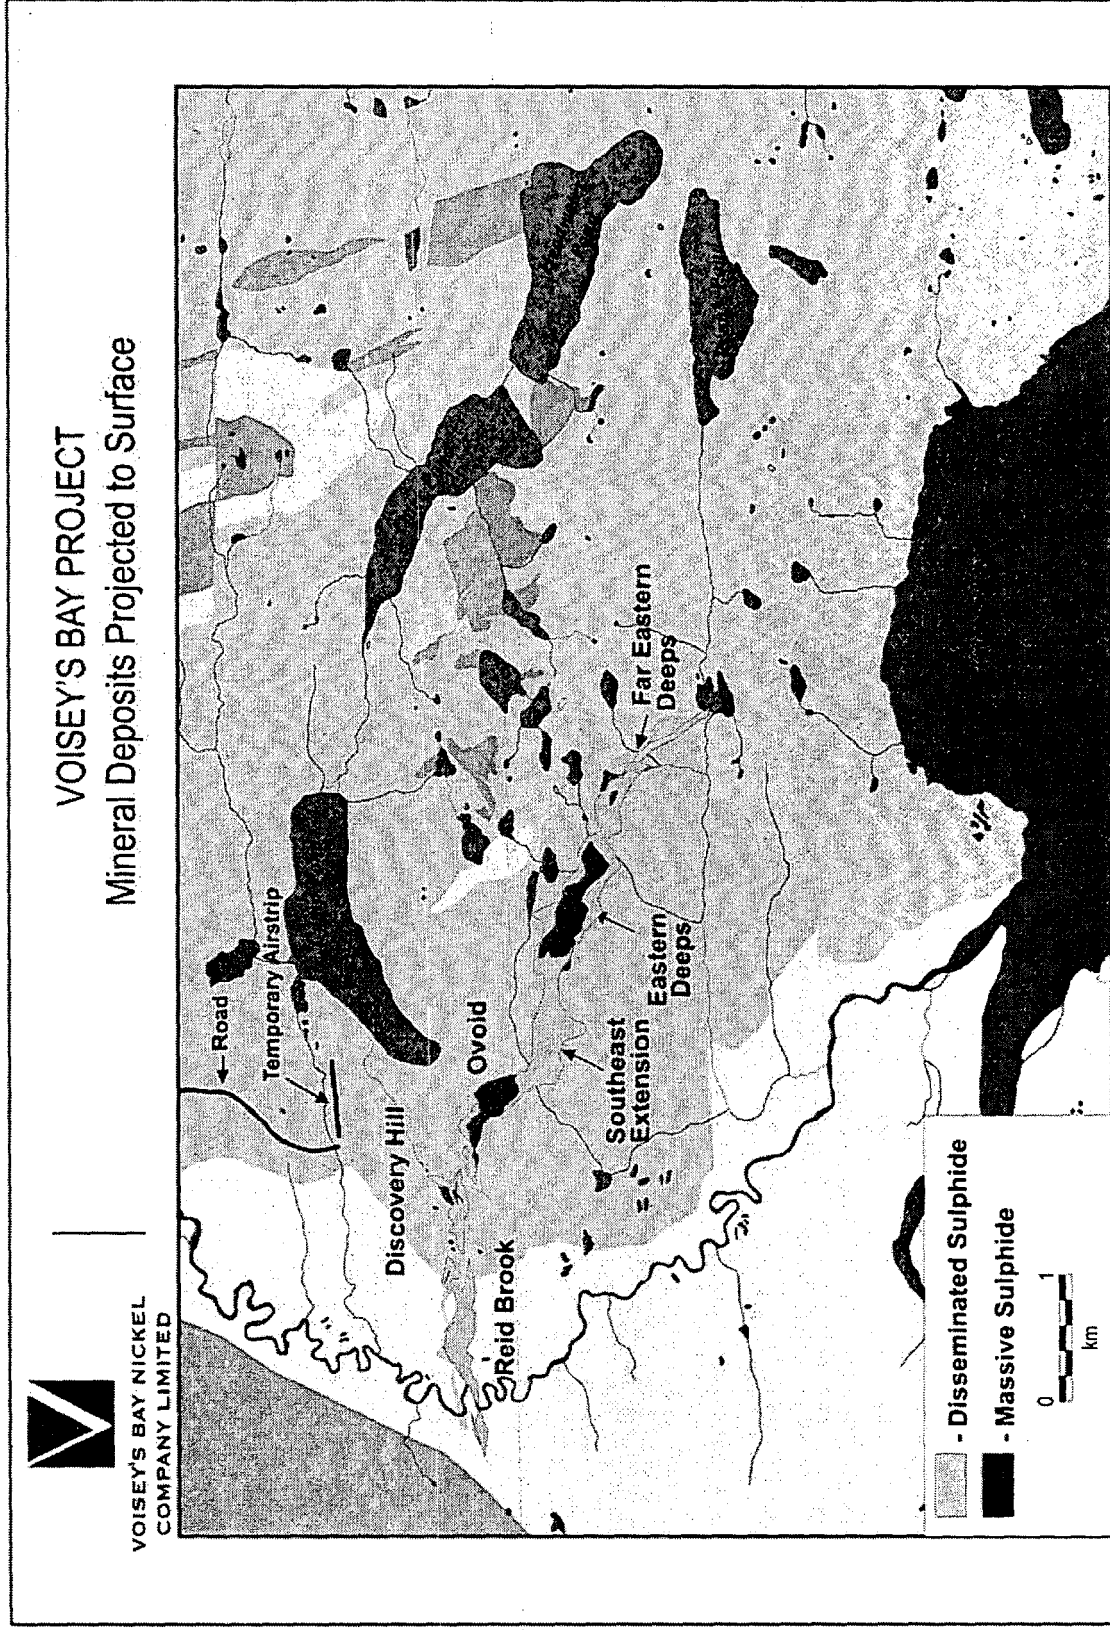 VOISEY'S BAY NICKEL
COMPANY LIMITED
VOISEY'S BAY PROJECT
Mineral Deposits Projected to Surface
Road
Temporary Airstrip
Discovery Hill
Ovoid
Reid Brook
Southeast
Extension
Eastern
Deeps
Far Eastern
Deeps
- Disseminated Sulphide
- Massive Sulphide
0 1
km